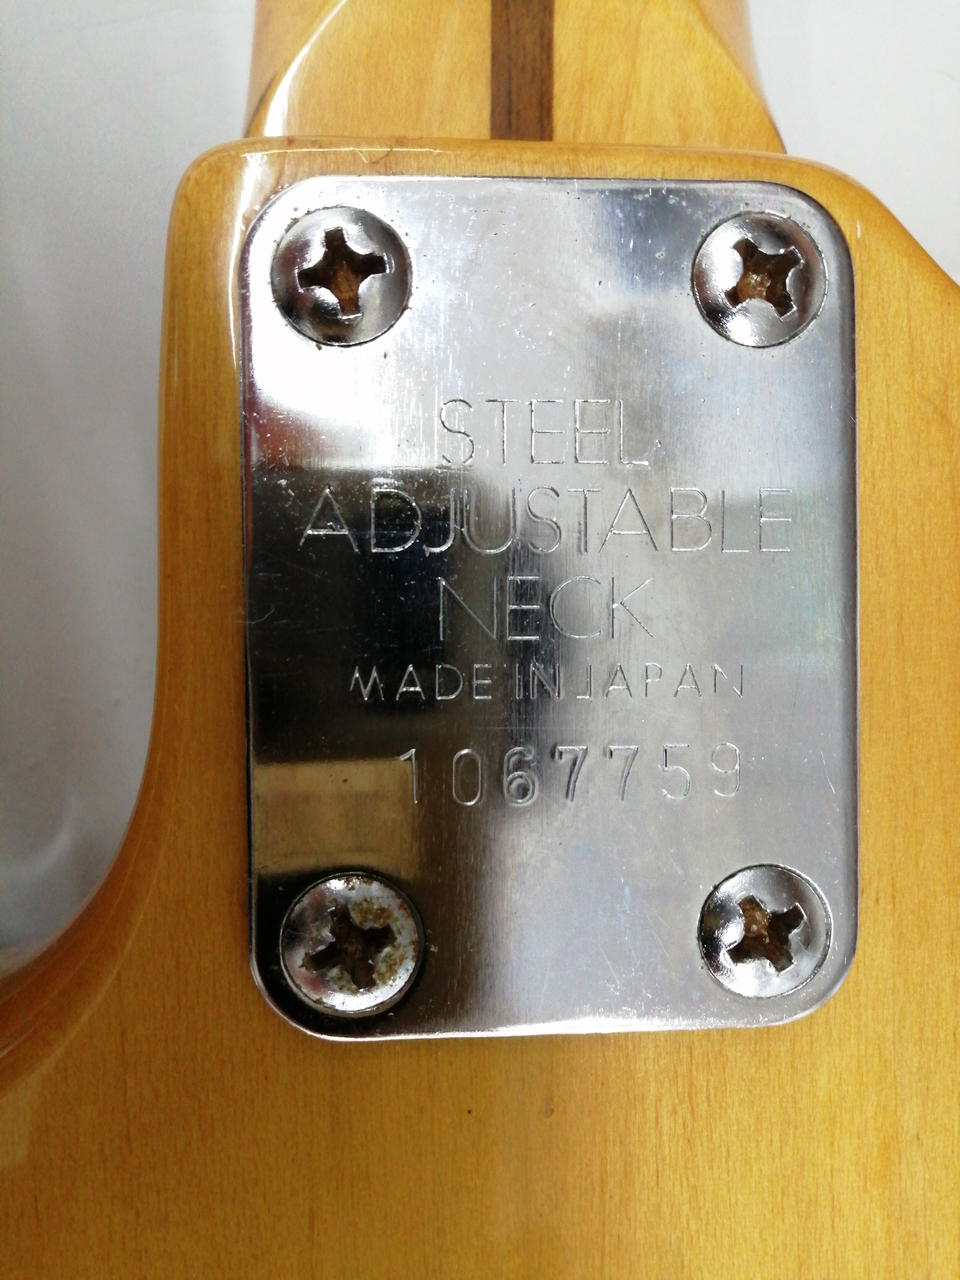 STEEL
ADJUSTABLE
NECK
MADE IN JAPAN
1067759